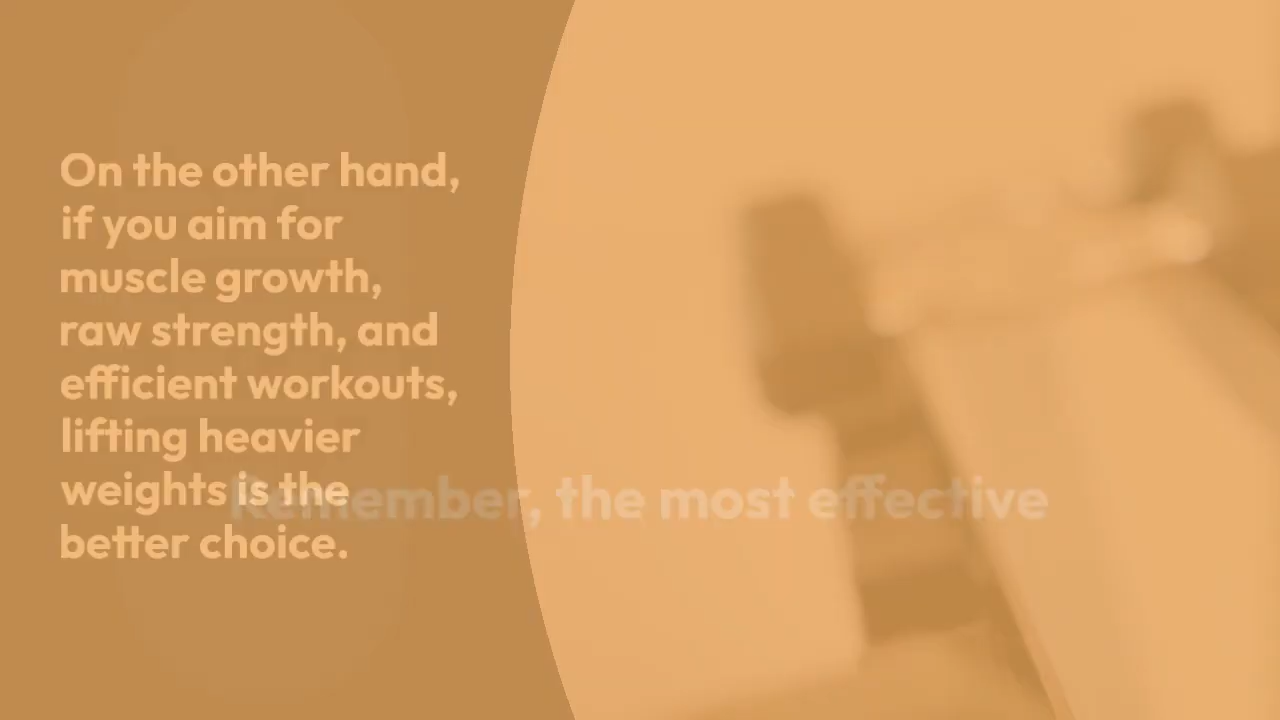 On the other hand,
if you aim for
muscle growth,
raw strength, and
efficient workouts,
lifting heavier
weights is the
better choice.
Remember, the most effective